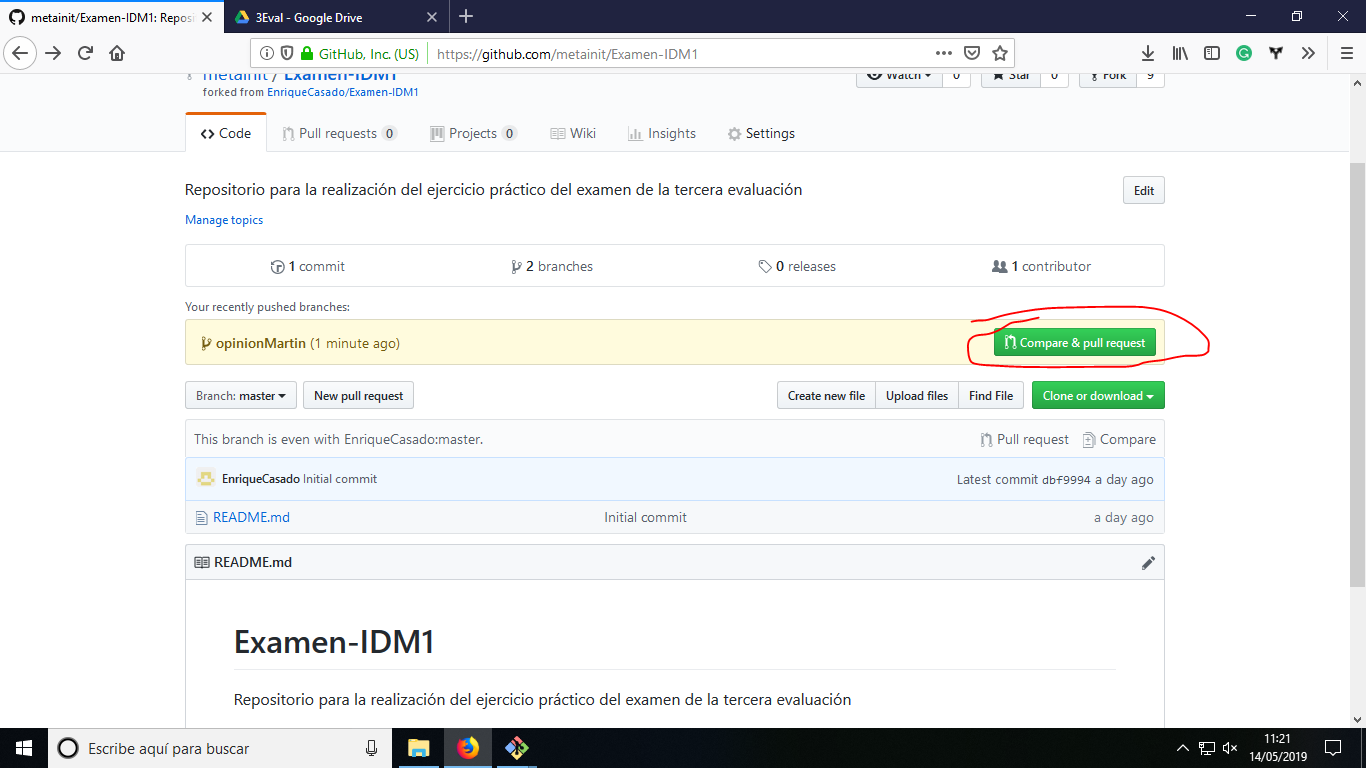 metainit/Examen-IDM1: Reposi
3Eval - Google Drive
GitHub, Inc. (US)
https://github.com/metainit/Examen-IDM1
metainit / Examen-IDM1
Watch 0
Star 0
Fork 9
forked from EnriqueCasado/Examen-IDM1
Code
Pull requests 0
Projects 0
Wiki
Insights
Settings
Repositorio para la realización del ejercicio práctico del examen de la tercera evaluación
Edit
Manage topics
1 commit
2 branches
0 releases
1 contributor
Your recently pushed branches:
opinionMartin (1 minute ago)
Compare & pull request
Branch: master
New pull request
Create new file
Upload files
Find File
Clone or download
This branch is even with EnriqueCasado:master.
Pull request
Compare
EnriqueCasado Initial commit
Latest commit dbf9994 a day ago
README.md
Initial commit
a day ago
README.md
Examen-IDM1
Repositorio para la realización del ejercicio práctico del examen de la tercera evaluación
Escribe aquí para buscar
11:21
14/05/2019